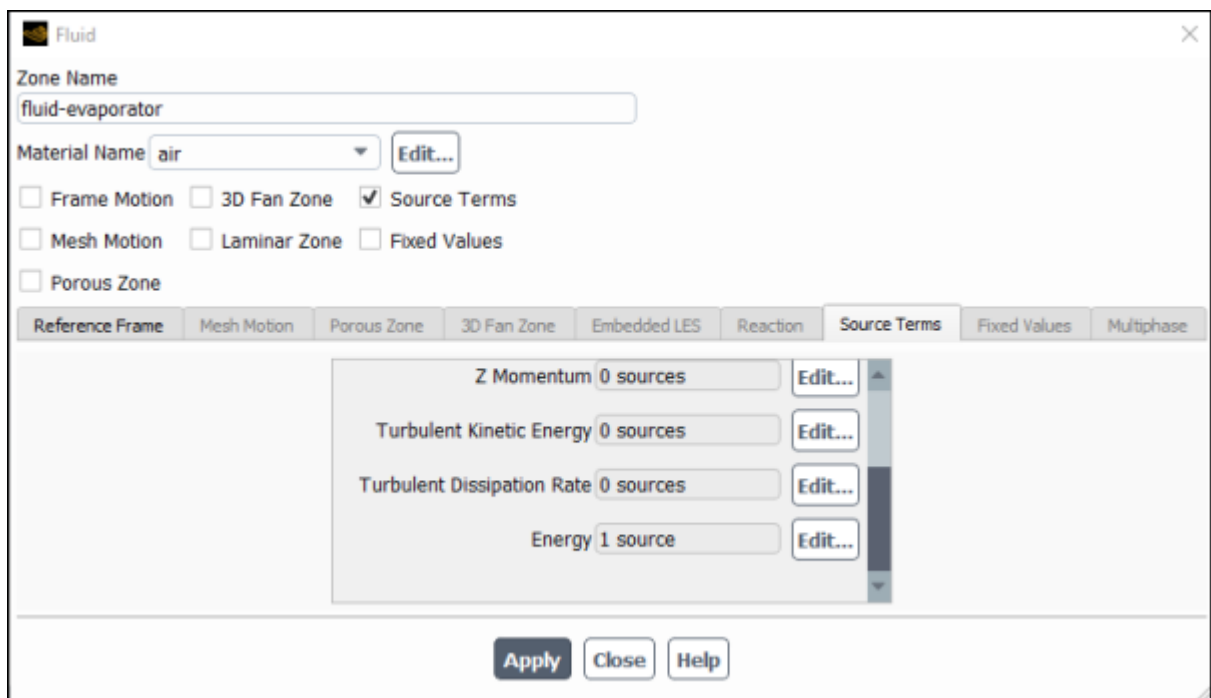 Fluid
Zone Name
fluid-evaporator
Material Name air Edit...
Frame Motion 3D Fan Zone Source Terms
Mesh Motion Laminar Zone Fixed Values
Porous Zone
Reference Frame Mesh Motion Porous Zone 3D Fan Zone Embedded LES Reaction Source Terms Fixed Values Multiphase
Z Momentum 0 sources Edit...
Turbulent Kinetic Energy 0 sources Edit...
Turbulent Dissipation Rate 0 sources Edit...
Energy 1 source Edit...
Apply Close Help